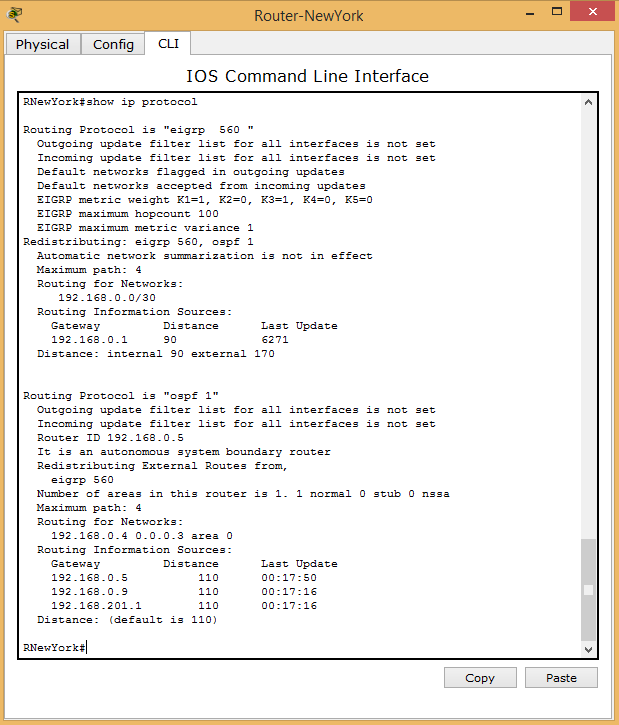 Router-NewYork
Physical Config CLI
IOS Command Line Interface
RNewYork#show ip protocol
Routing Protocol is "eigrp  560 "
  Outgoing update filter list for all interfaces is not set
  Incoming update filter list for all interfaces is not set
  Default networks flagged in outgoing updates
  Default networks accepted from incoming updates
  EIGRP metric weight K1=1, K2=0, K3=1, K4=0, K5=0
  EIGRP maximum hopcount 100
  EIGRP maximum metric variance 1
Redistributing: eigrp 560, ospf 1
  Automatic network summarization is not in effect
  Maximum path: 4
  Routing for Networks:
     192.168.0.0/30
  Routing Information Sources:
    Gateway         Distance      Last Update
    192.168.0.1     90            6271
  Distance: internal 90 external 170
Routing Protocol is "ospf 1"
  Outgoing update filter list for all interfaces is not set
  Incoming update filter list for all interfaces is not set
  Router ID 192.168.0.5
  It is an autonomous system boundary router
  Redistributing External Routes from,
    eigrp 560
  Number of areas in this router is 1. 1 normal 0 stub 0 nssa
  Maximum path: 4
  Routing for Networks:
    192.168.0.4 0.0.0.3 area 0
  Routing Information Sources:
    Gateway         Distance      Last Update
    192.168.0.5          110      00:17:50
    192.168.0.9          110      00:17:16
    192.168.201.1        110      00:17:16
  Distance: (default is 110)
RNewYork#
Copy Paste